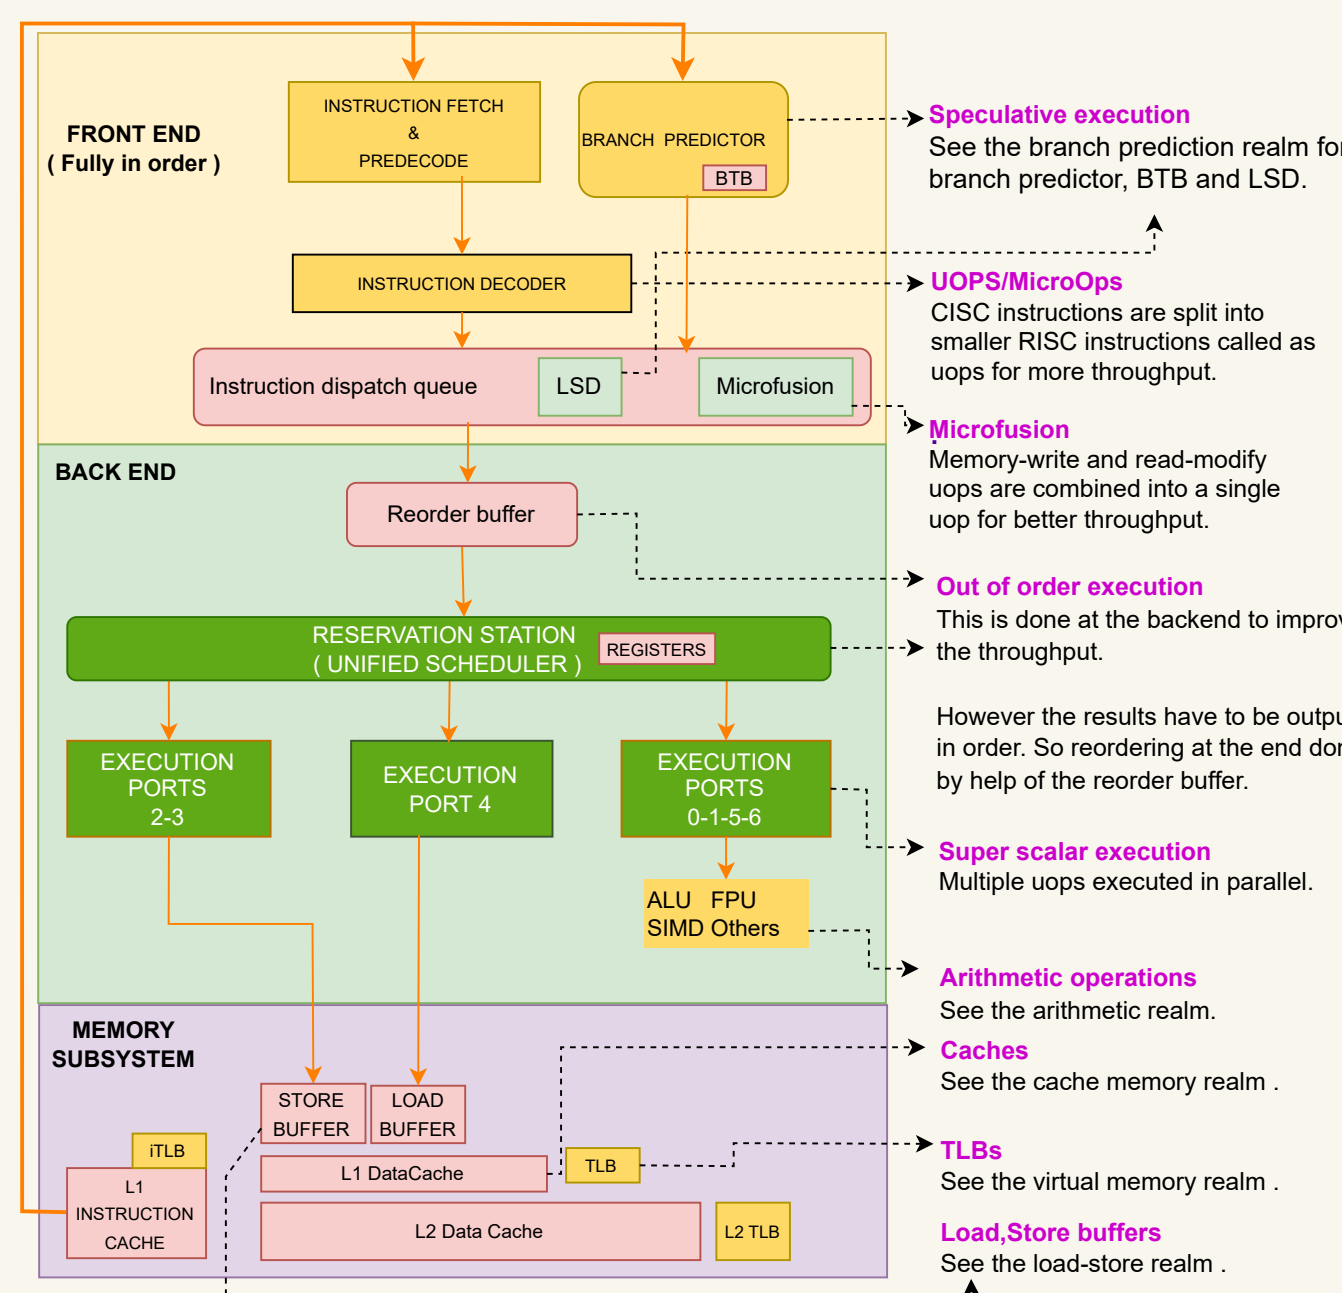 FRONT END
( Fully in order )
INSTRUCTION FETCH
&
PREDECODE
BRANCH PREDICTOR
BTB
INSTRUCTION DECODER
Instruction dispatch queue
LSD
Microfusion
Speculative execution
See the branch prediction realm for
branch predictor, BTB and LSD.
UOPS/MicroOps
CISC instructions are split into
smaller RISC instructions called as
uops for more throughput.
Microfusion
Memory-write and read-modify
uops are combined into a single
uop for better throughput.
BACK END
Reorder buffer
RESERVATION STATION
( UNIFIED SCHEDULER )
REGISTERS
EXECUTION
PORTS
2-3
EXECUTION
PORT 4
EXECUTION
PORTS
0-1-5-6
ALU FPU
SIMD Others
Out of order execution
This is done at the backend to improv
the throughput.
However the results have to be outpu
in order. So reordering at the end don
by help of the reorder buffer.
Super scalar execution
Multiple uops executed in parallel.
Arithmetic operations
See the arithmetic realm.
MEMORY
SUBSYSTEM
STORE
BUFFER
LOAD
BUFFER
iTLB
L1
INSTRUCTION
CACHE
L1 DataCache
TLB
L2 Data Cache
L2 TLB
Caches
See the cache memory realm .
TLBs
See the virtual memory realm .
Load,Store buffers
See the load-store realm .